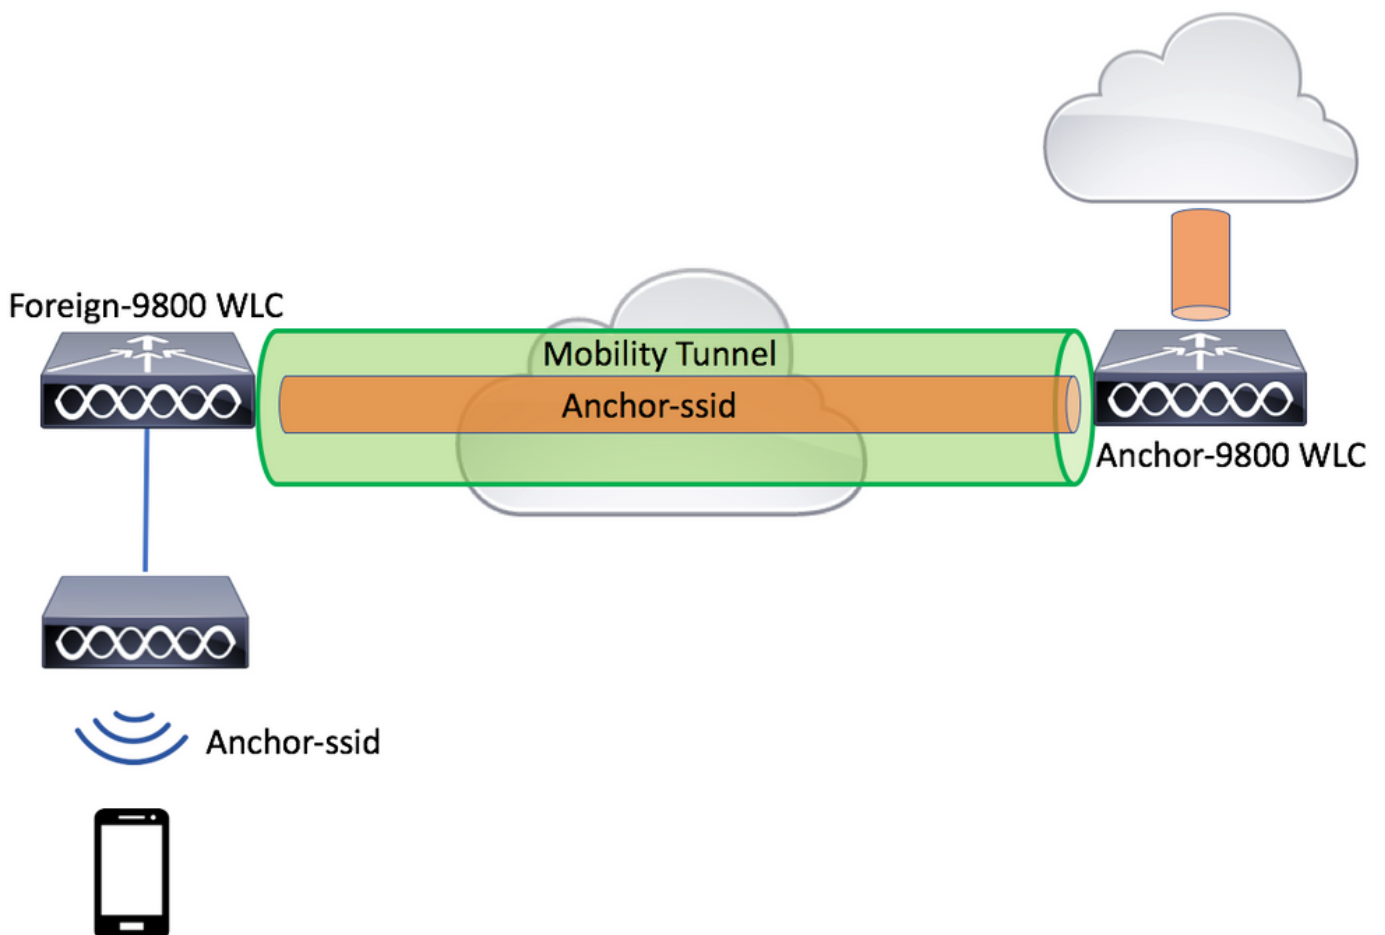 Foreign-9800 WLC
Mobility Tunnel
Anchor-ssid
Anchor-9800 WLC
Anchor-ssid